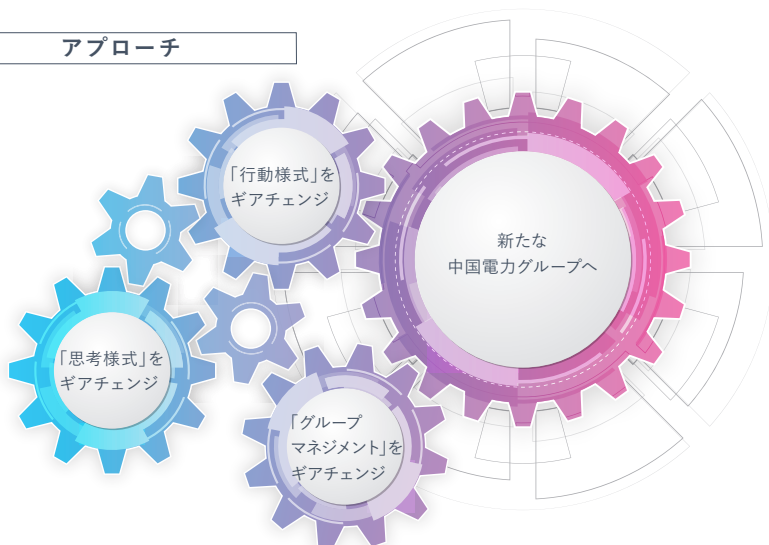 アプローチ
「行動様式」を
ギアチェンジ
新たな
中国電力グループへ
「思考様式」を
ギアチェンジ
「グループ
マネジメント」を
ギアチェンジ